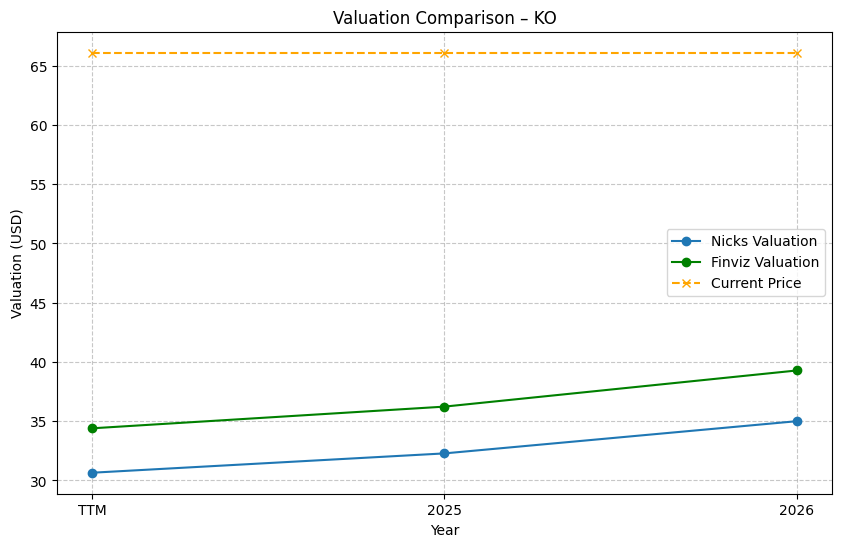 Valuation Comparison – KO
65
60
55
50
45
40
35
30
Valuation (USD)
Nicks Valuation
Finviz Valuation
Current Price
TTM
2025
2026
Year